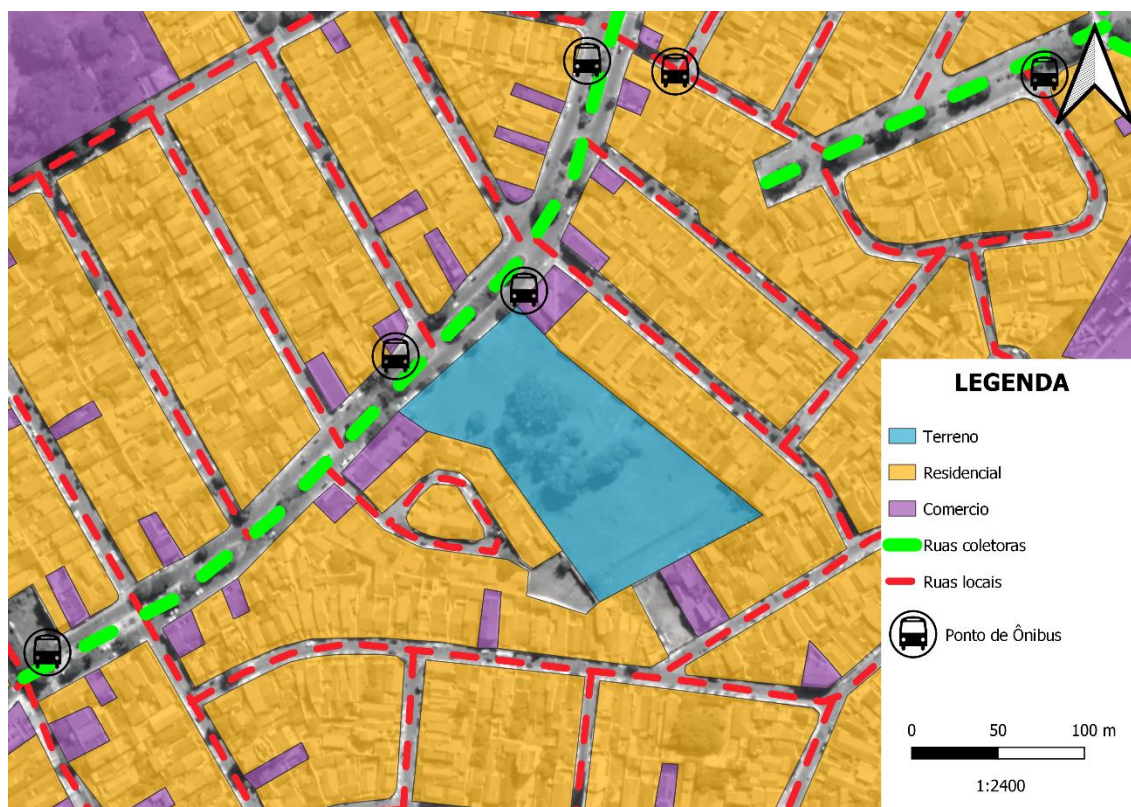 LEGENDA
Terreno
Residencial
Comercio
Ruas coletoras
Ruas locais
Ponto de Ônibus
0 50 100 m
1:2400